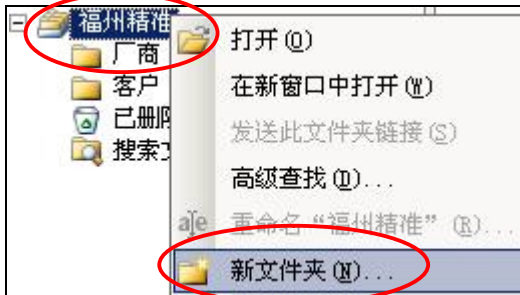 福州精准
厂商
客户
已删除
搜索文
打开(O)
在新窗口中打开(W)
发送此文件夹链接(S)
高级查找(D)...
重命名“福州精准”(R)...
新文件夹(N)...